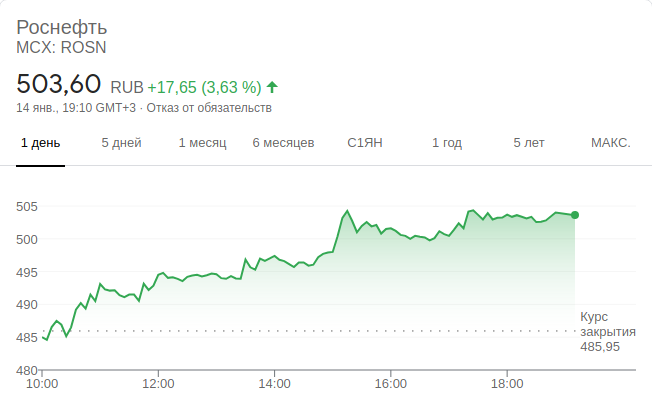 Роснефть
MCX: ROSN
503,60 RUB +17,65 (3,63 %)
14 янв., 19:10 GMT+3 · Отказ от обязательств
1 день 5 дней 1 месяц 6 месяцев С1ЯН 1 год 5 лет МАКС.
505
500
495
490
485
480
Курс
закрытия
485,95
10:00 12:00 14:00 16:00 18:00